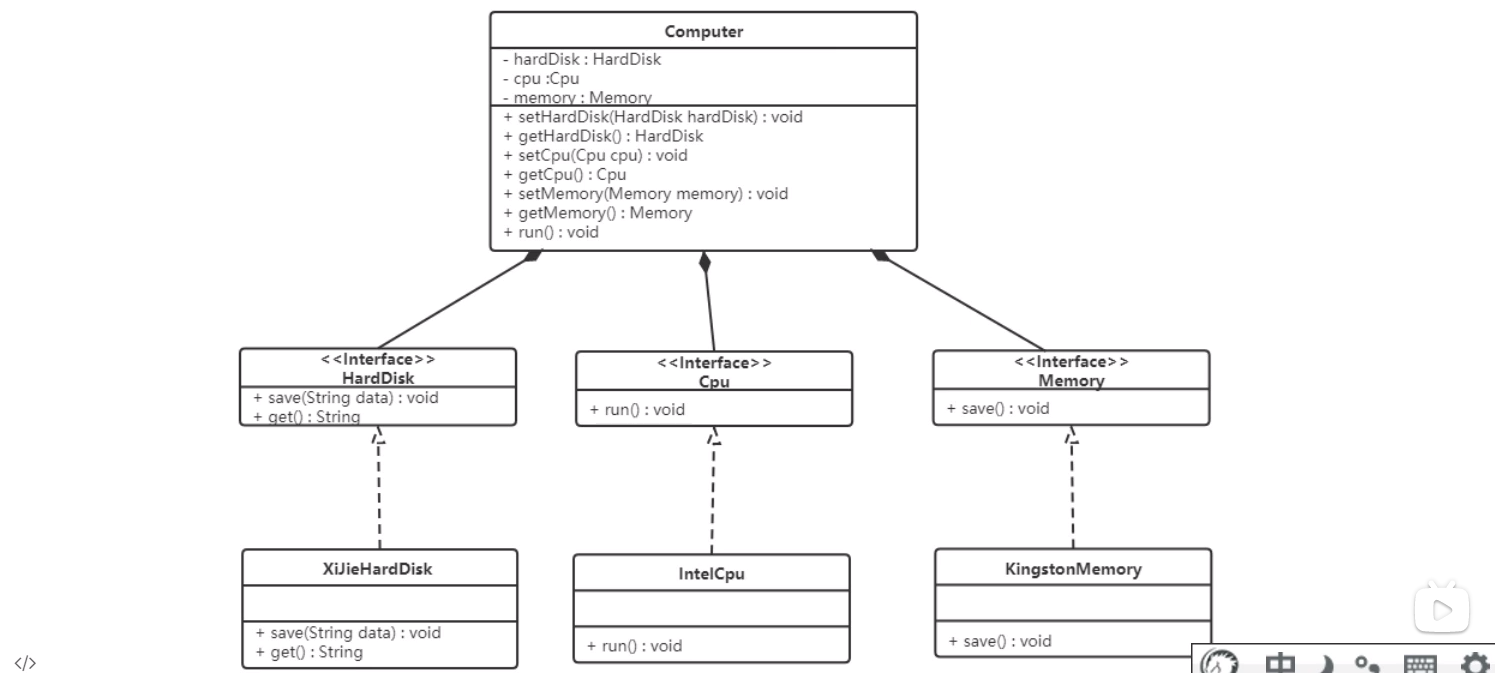 Computer
- hardDisk : HardDisk
- cpu :Cpu
- memory : Memory
+ setHardDisk(HardDisk hardDisk) : void
+ getHardDisk() : HardDisk
+ setCpu(Cpu cpu) : void
+ getCpu() : Cpu
+ setMemory(Memory memory) : void
+ getMemory() : Memory
+ run() : void
<<Interface>>
HardDisk
+ save(String data) : void
+ get() : String
<<Interface>>
Cpu
+ run() : void
<<Interface>>
Memory
+ save() : void
XiJieHardDisk
+ save(String data) : void
+ get() : String
IntelCpu
+ run() : void
KingstonMemory
+ save() : void
</>
中